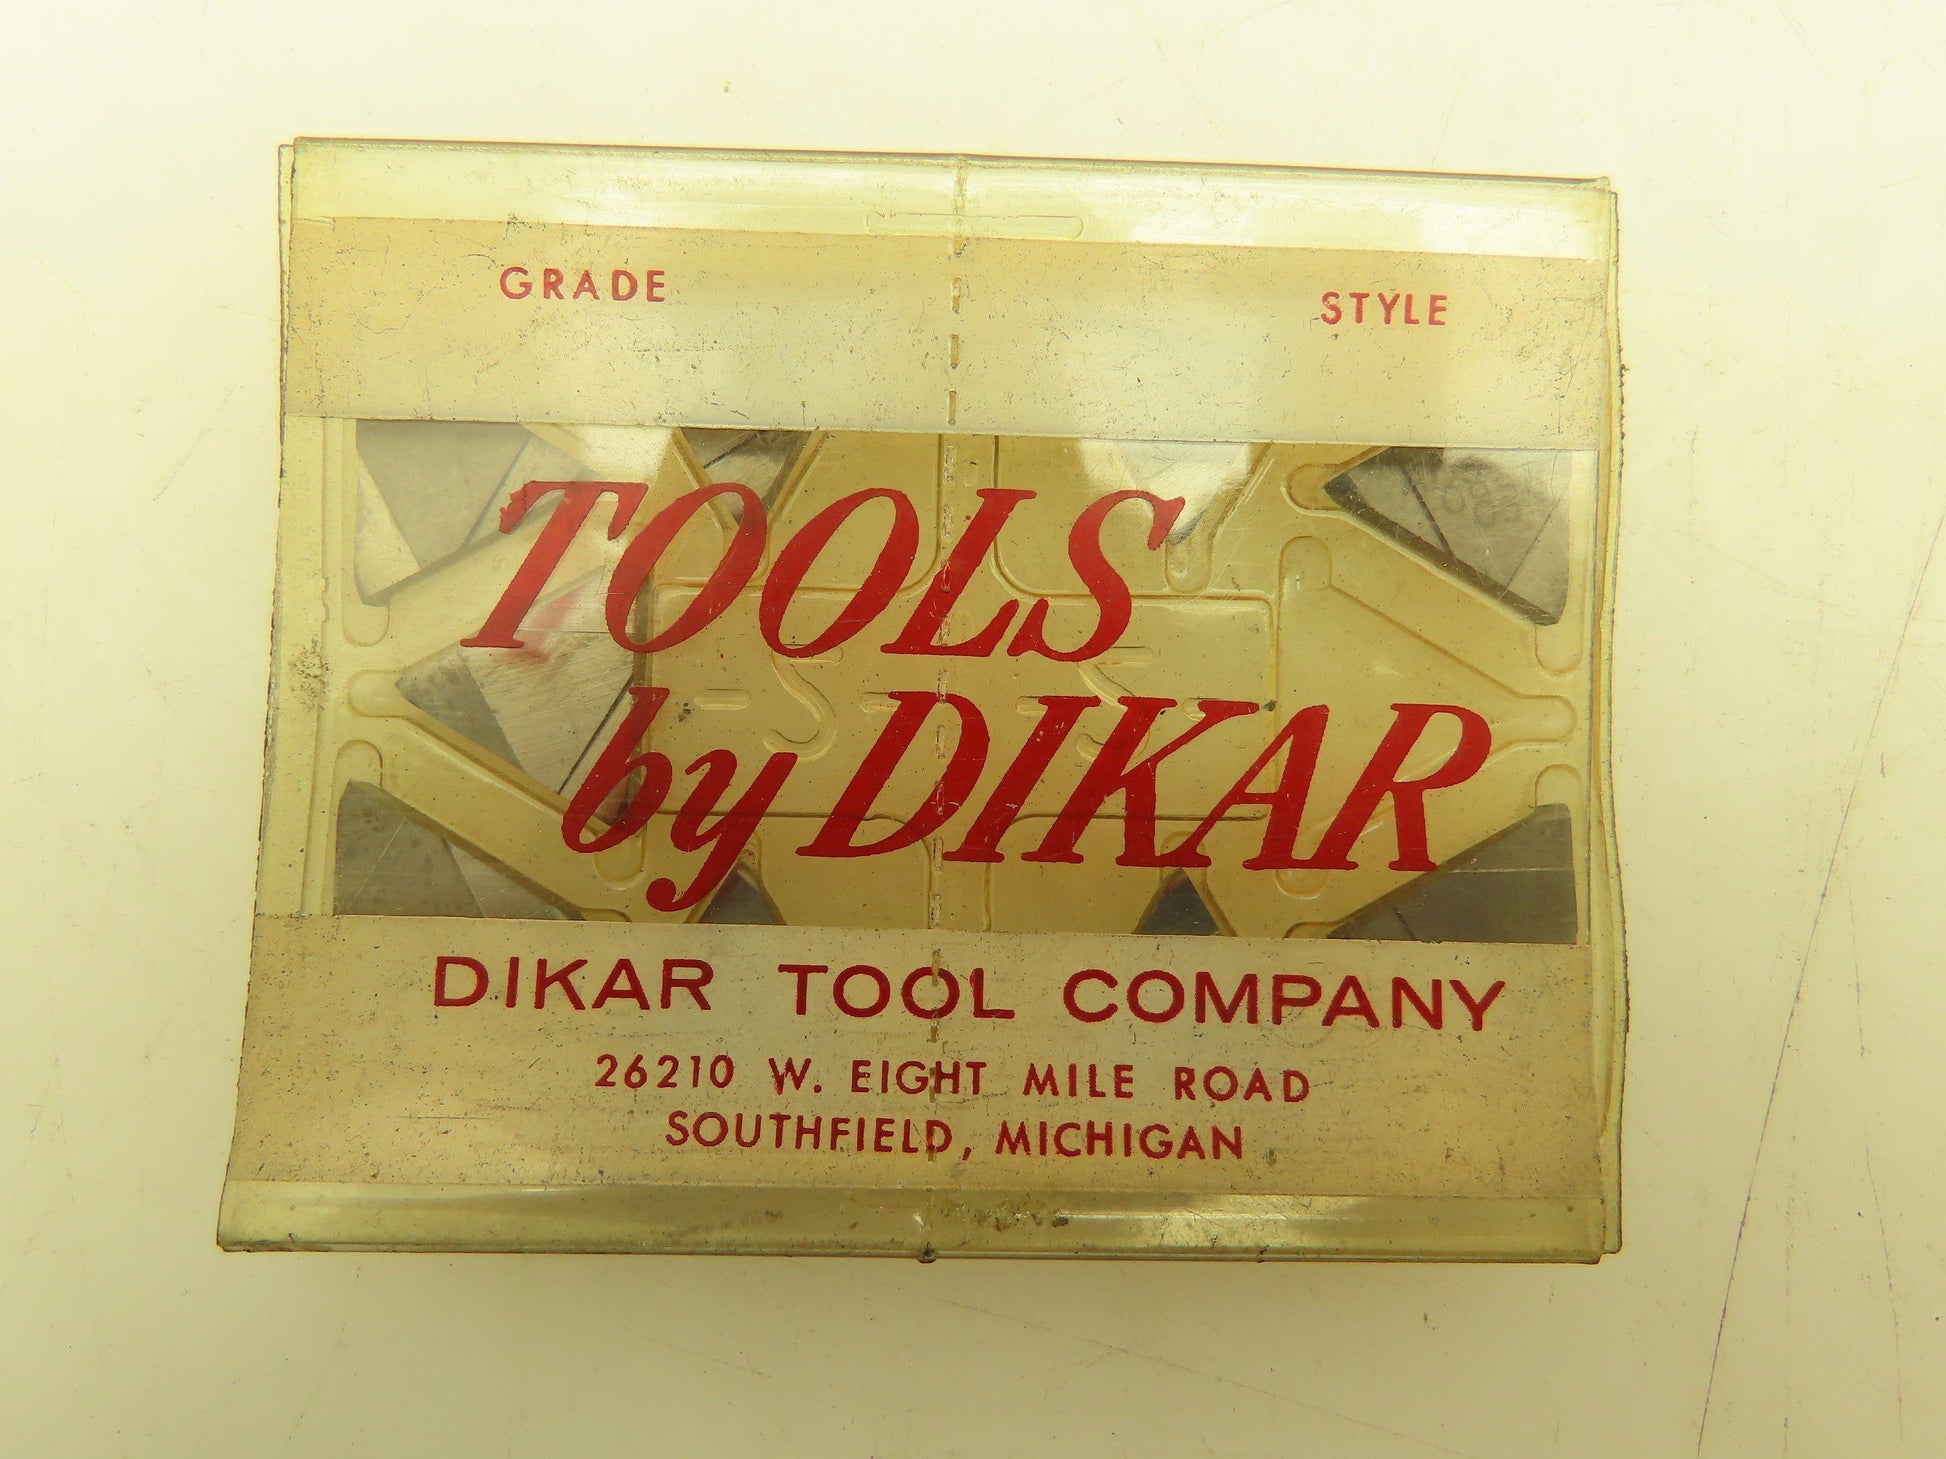 GRADE STYLE
TOOLS
by DIKAR
DIKAR TOOL COMPANY
26210 W. EIGHT MILE ROAD
SOUTHFIELD, MICHIGAN